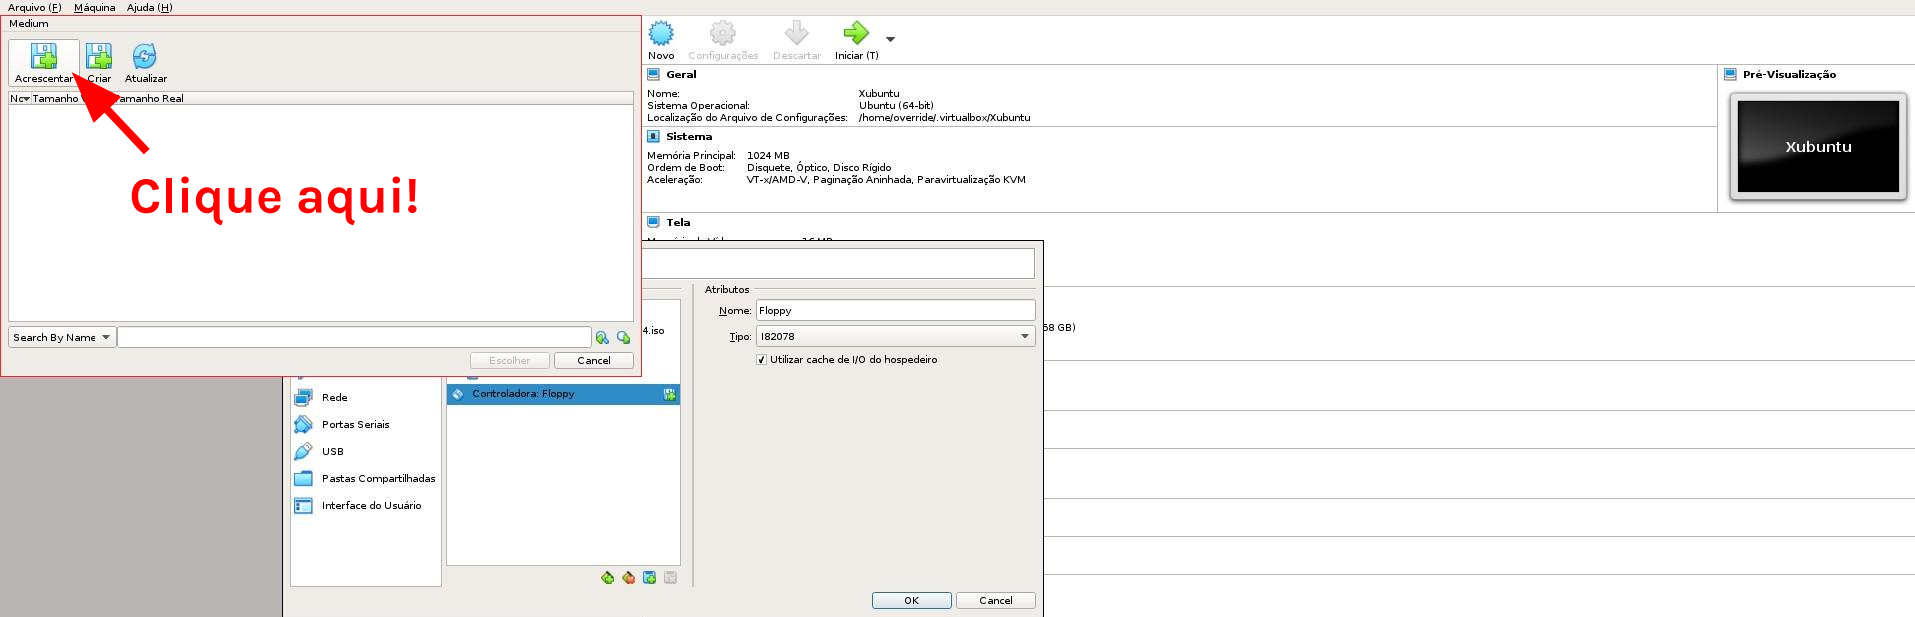 Arquivo (F) Máquina Ajuda (H)
Medium
Acrescentar Criar Atualizar
Tamanho
Tamanho Real
Clique aqui!
Search By Name
Escolher Cancel
Novo Configurações Descartar Iniciar (T)
Geral
Nome: Xubuntu
Sistema Operacional: Ubuntu (64-bit)
Localização do Arquivo de Configurações: /home/override/.virtualbox/Xubuntu
Sistema
Memória Principal: 1024 MB
Ordem de Boot: Disquete, Óptico, Disco Rígido
Aceleração: VT-x/AMD-V, Paginação Aninhada, Paravirtualização KVM
Pré-Visualização
Xubuntu
Tela
Atributos
Nome: Floppy
4.iso
Tipo: I82078
Utilizar cache de I/O do hospedeiro
GB)
Controladora: Floppy
Rede
Portas Seriais
USB
Pastas Compartilhadas
Interface do Usuário
OK Cancel